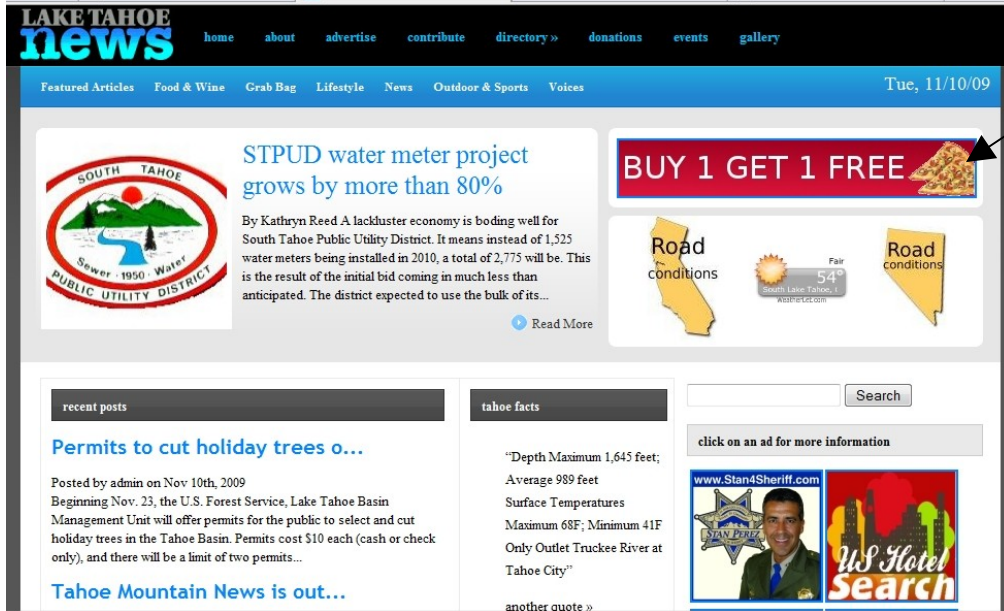 LAKE TAHOE
news
home about advertise contribute directory » donations events gallery
Featured Articles Food & Wine Grab Bag Lifestyle News Outdoor & Sports Voices
Tue, 11/10/09
SOUTH TAHOE
Sewer · 1950 · Water
PUBLIC UTILITY DISTRICT
STPUD water meter project
grows by more than 80%
By Kathryn Reed A lackluster economy is boding well for
South Tahoe Public Utility District. It means instead of 1,525
water meters being installed in 2010, a total of 2,775 will be. This
is the result of the initial bid coming in much less than
anticipated. The district expected to use the bulk of its...
Read More
BUY 1 GET 1 FREE
Road
conditions
Fair
54°
South Lake Tahoe,
WeatherLet.com
Road
conditions
recent posts
Permits to cut holiday trees o...
Posted by admin on Nov 10th, 2009
Beginning Nov. 23, the U.S. Forest Service, Lake Tahoe Basin
Management Unit will offer permits for the public to select and cut
holiday trees in the Tahoe Basin. Permits cost $10 each (cash or check
only), and there will be a limit of two permits...
Tahoe Mountain News is out...
tahoe facts
“Depth Maximum 1,645 feet;
Average 989 feet
Surface Temperatures
Maximum 68F; Minimum 41F
Only Outlet Truckee River at
Tahoe City”
another quote »
Search
click on an ad for more information
www.Stan4Sheriff.com
STAN PEREZ
US Hotel
Search